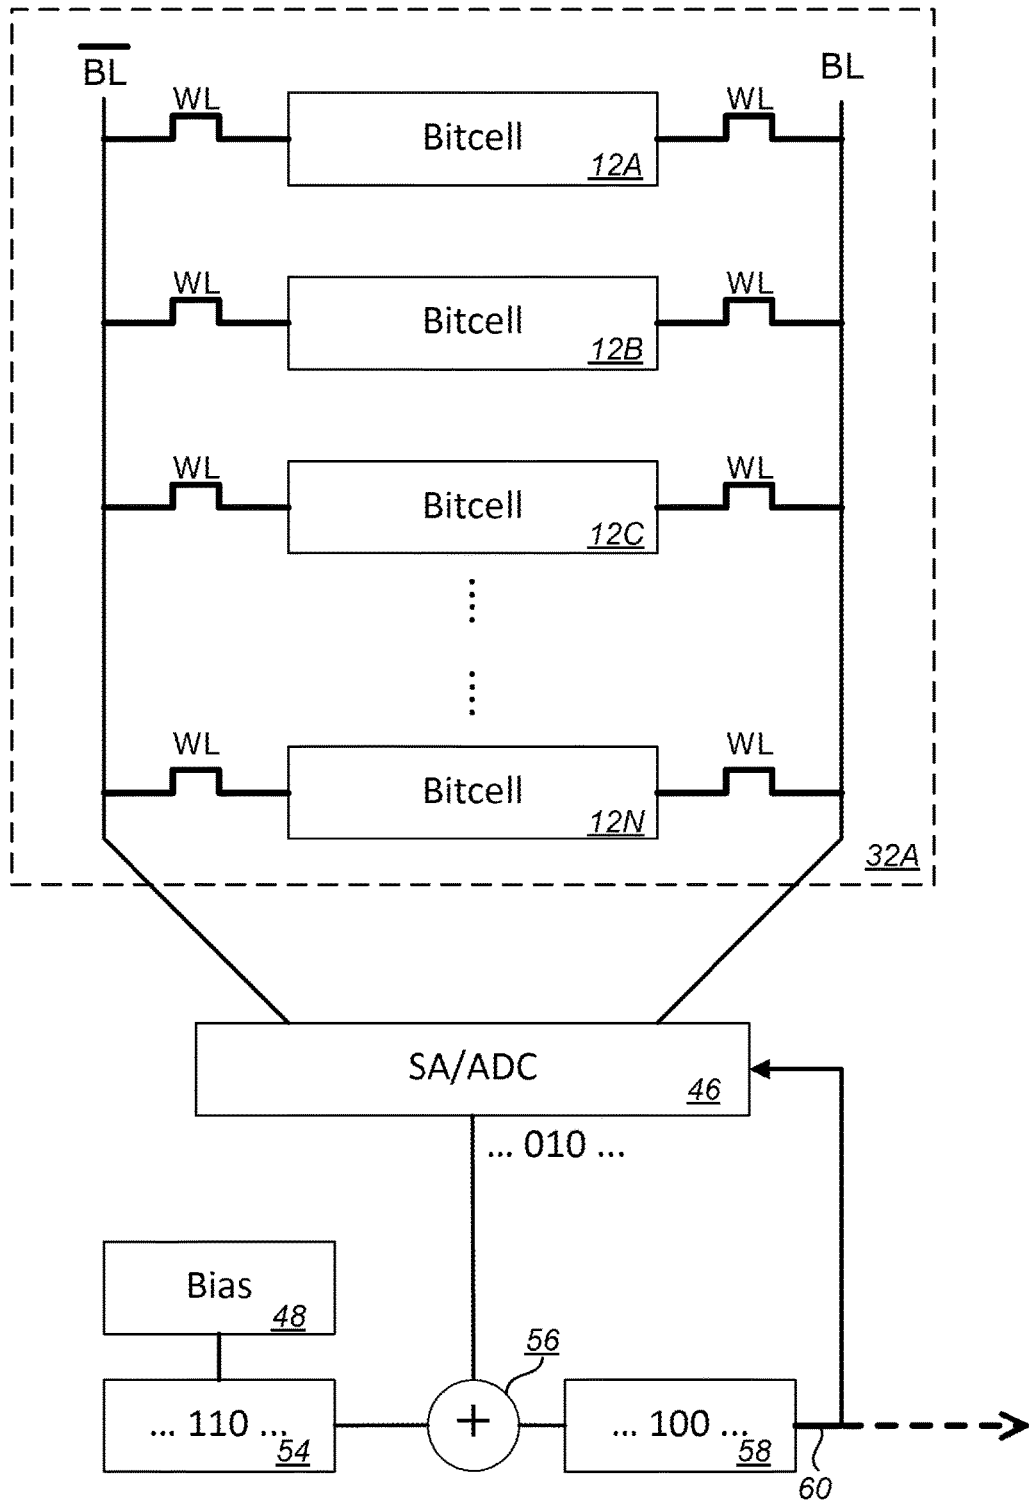 B̅L̅ BL
WL WL
Bitcell
12A
WL WL
Bitcell
12B
WL WL
Bitcell
12C
WL WL
Bitcell
12N
32A
SA/ADC
46
... 010 ...
Bias
48
56
... 110 ...
54
+
... 100 ...
58
60